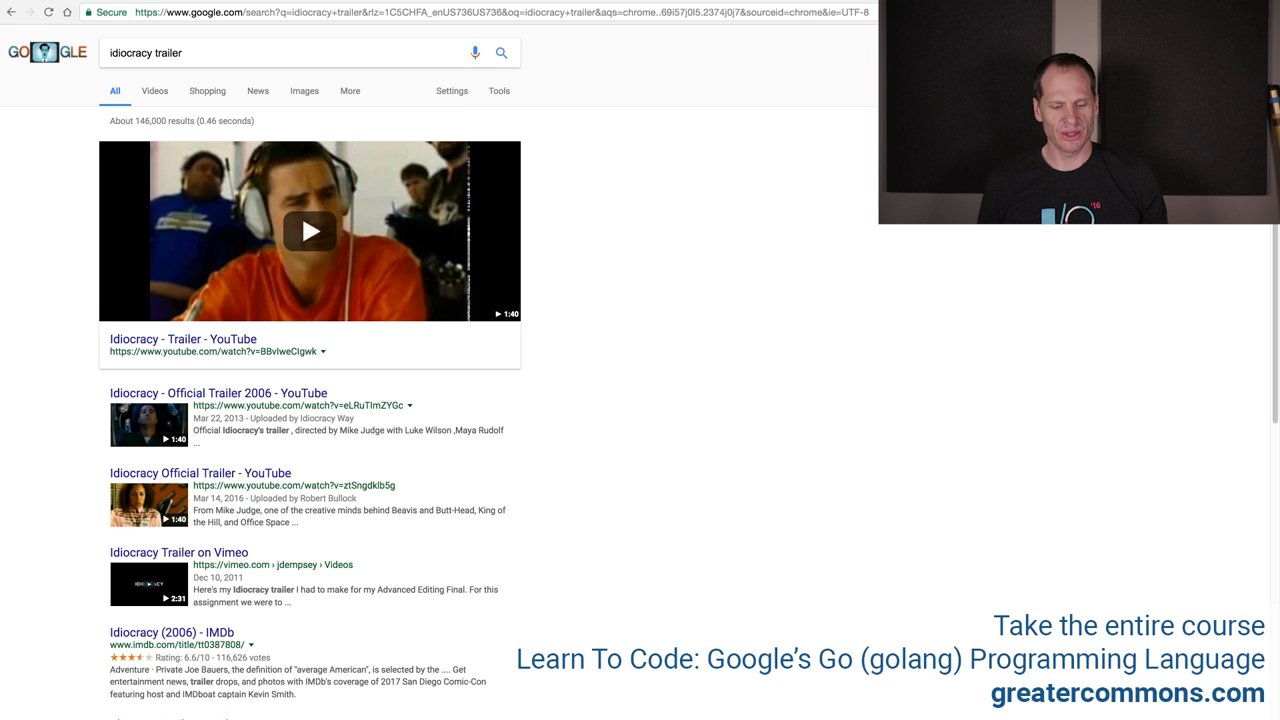 Secure https://www.google.com/search?q=idiocracy+trailer&rlz=1C5CHFA_enUS736US736&oq=idiocracy+trailer&aqs=chrome..69i57j0l5.2374j0j7&sourceid=chrome&ie=UTF-8
GO GLE
idiocracy trailer
All Videos Shopping News Images More Settings Tools
About 146,000 results (0.46 seconds)
1:40
Idiocracy - Trailer - YouTube
https://www.youtube.com/watch?v=BBvIweCIgwk
Idiocracy - Official Trailer 2006 - YouTube
https://www.youtube.com/watch?v=eLRuTImZYGc
Mar 22, 2013 - Uploaded by Idiocracy Way
Official Idiocracy's trailer , directed by Mike Judge with Luke Wilson ,Maya Rudolf
...
1:40
Idiocracy Official Trailer - YouTube
https://www.youtube.com/watch?v=ztSngdklb5g
Mar 14, 2016 - Uploaded by Robert Bullock
From Mike Judge, one of the creative minds behind Beavis and Butt-Head, King of
the Hill, and Office Space ...
1:40
Idiocracy Trailer on Vimeo
https://vimeo.com › jdempsey › Videos
Dec 10, 2011
Here's my Idiocracy trailer I had to make for my Advanced Editing Final. For this
assignment we were to ...
2:31
Idiocracy (2006) - IMDb
www.imdb.com/title/tt0387808/
Rating: 6.6/10 - 116,626 votes
Adventure · Private Joe Bauers, the definition of "average American", is selected by the .... Get
entertainment news, trailer drops, and photos with IMDb's coverage of 2017 San Diego Comic-Con
featuring host and IMDboat captain Kevin Smith.
I/O '16
Take the entire course
Learn To Code: Google's Go (golang) Programming Language
greatercommons.com